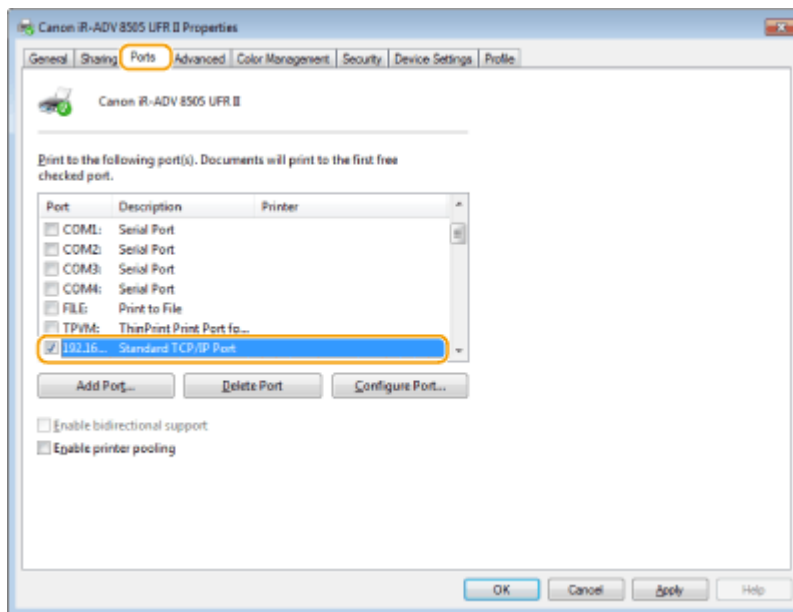 Canon iR-ADV 8505 UFR II Properties
General Sharing Ports Advanced Color Management Security Device Settings Profile
Canon iR-ADV 8505 UFR II
Print to the following port(s). Documents will print to the first free
checked port.
Port Description Printer
COM1: Serial Port
COM2: Serial Port
COM3: Serial Port
COM4: Serial Port
FILE: Print to File
TPVM: ThinPrint Print Port fo...
192.16... Standard TCP/IP Port
Add Port... Delete Port Configure Port...
Enable bidirectional support
Enable printer pooling
OK Cancel Apply Help